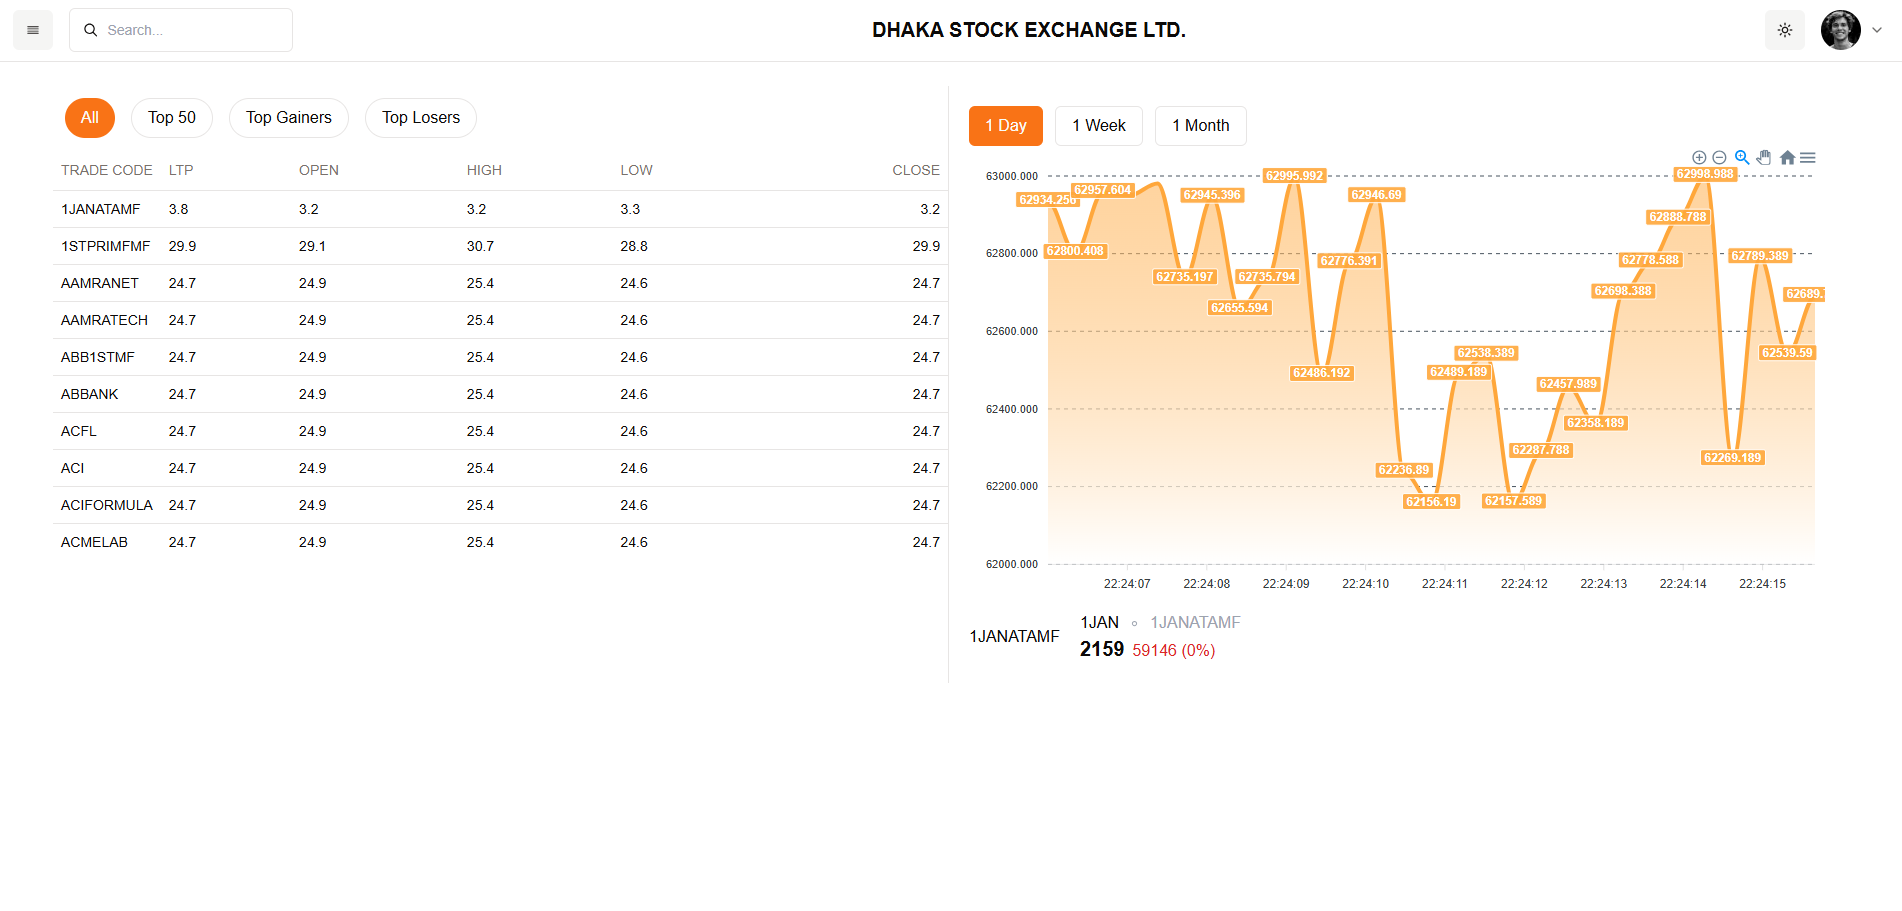 Search...
DHAKA STOCK EXCHANGE LTD.
All Top 50 Top Gainers Top Losers
TRADE CODE LTP OPEN HIGH LOW CLOSE
1JANATAMF 3.8 3.2 3.2 3.3 3.2
1STPRIMFMF 29.9 29.1 30.7 28.8 29.9
AAMRANET 24.7 24.9 25.4 24.6 24.7
AAMRATECH 24.7 24.9 25.4 24.6 24.7
ABB1STMF 24.7 24.9 25.4 24.6 24.7
ABBANK 24.7 24.9 25.4 24.6 24.7
ACFL 24.7 24.9 25.4 24.6 24.7
ACI 24.7 24.9 25.4 24.6 24.7
ACIFORMULA 24.7 24.9 25.4 24.6 24.7
ACMELAB 24.7 24.9 25.4 24.6 24.7
1 Day 1 Week 1 Month
63000.000
62800.000
62600.000
62400.000
62200.000
62000.000
62934.256
62800.408
62957.604
62735.197
62945.396
62655.594
62735.794
62995.992
62486.192
62776.391
62946.69
62236.89
62156.19
62489.189
62538.389
62157.589
62287.788
62457.989
62358.189
62698.388
62778.588
62888.788
62998.988
62269.189
62789.389
62539.59
62689.
22:24:07 22:24:08 22:24:09 22:24:10 22:24:11 22:24:12 22:24:13 22:24:14 22:24:15
1JANATAMF
1JAN 1JANATAMF
2159 59146 (0%)